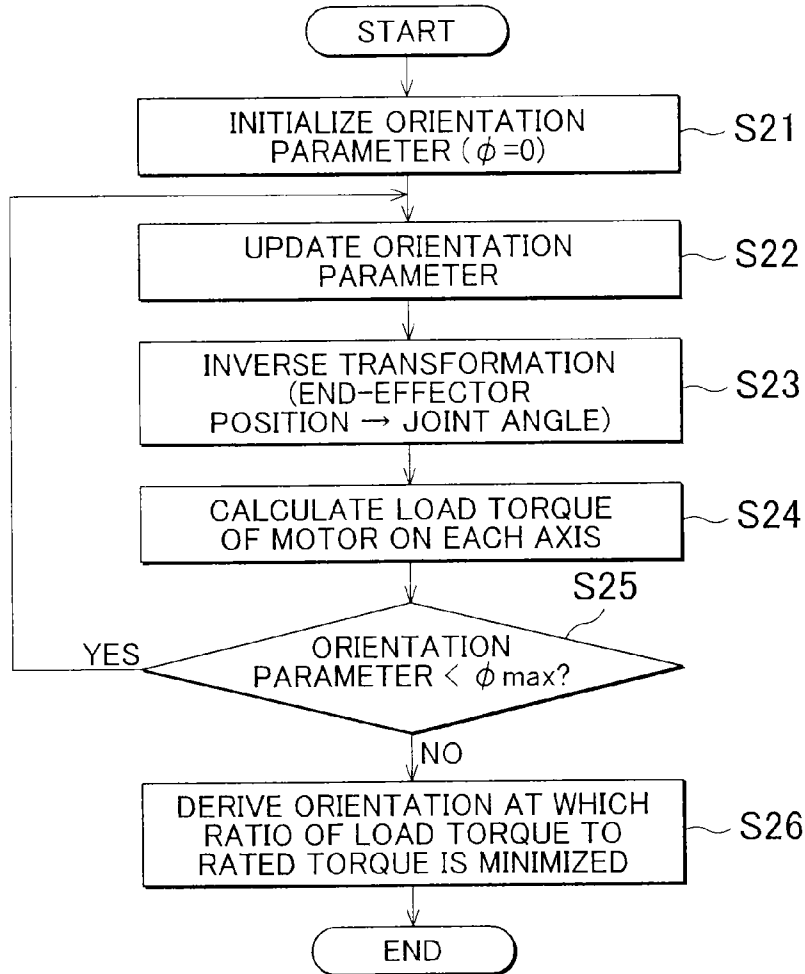 START
INITIALIZE ORIENTATION
PARAMETER (ϕ=0)
S21
UPDATE ORIENTATION
PARAMETER
S22
INVERSE TRANSFORMATION
(END-EFFECTOR
POSITION → JOINT ANGLE)
S23
CALCULATE LOAD TORQUE
OF MOTOR ON EACH AXIS
S24
S25
ORIENTATION
PARAMETER < ϕ max?
YES
NO
DERIVE ORIENTATION AT WHICH
RATIO OF LOAD TORQUE TO
RATED TORQUE IS MINIMIZED
S26
END